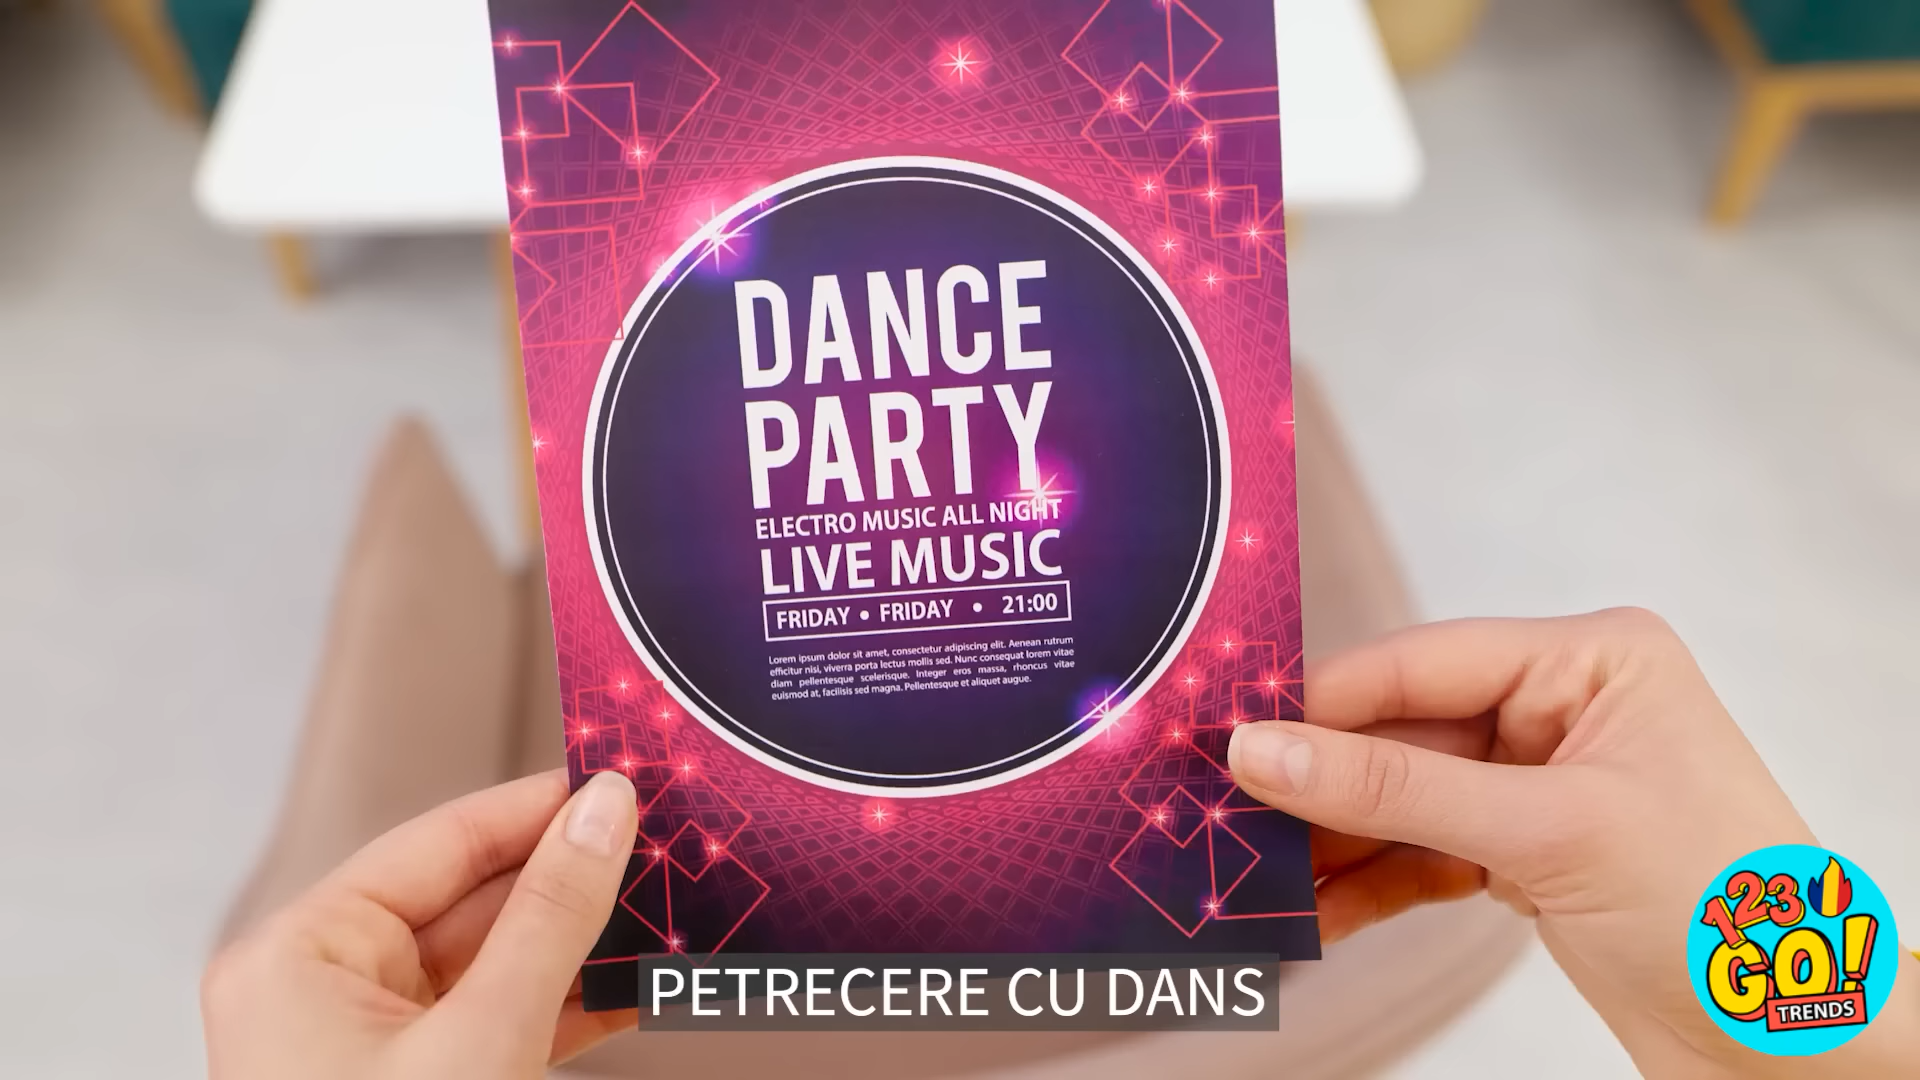 DANCE
PARTY
ELECTRO MUSIC ALL NIGHT
LIVE MUSIC
FRIDAY • FRIDAY • 21:00
Lorem ipsum dolor sit amet, consectetur adipiscing elit. Aenean rutrum
efficitur nisi, viverra porta lectus mollis sed. Nunc consequat lorem vitae
diam pellentesque scelerisque. Integer eros massa, rhoncus vitae
euismod at, facilisis sed magna. Pellentesque et aliquet augue.
PETRECERE CU DANS
123
GO!
TRENDS